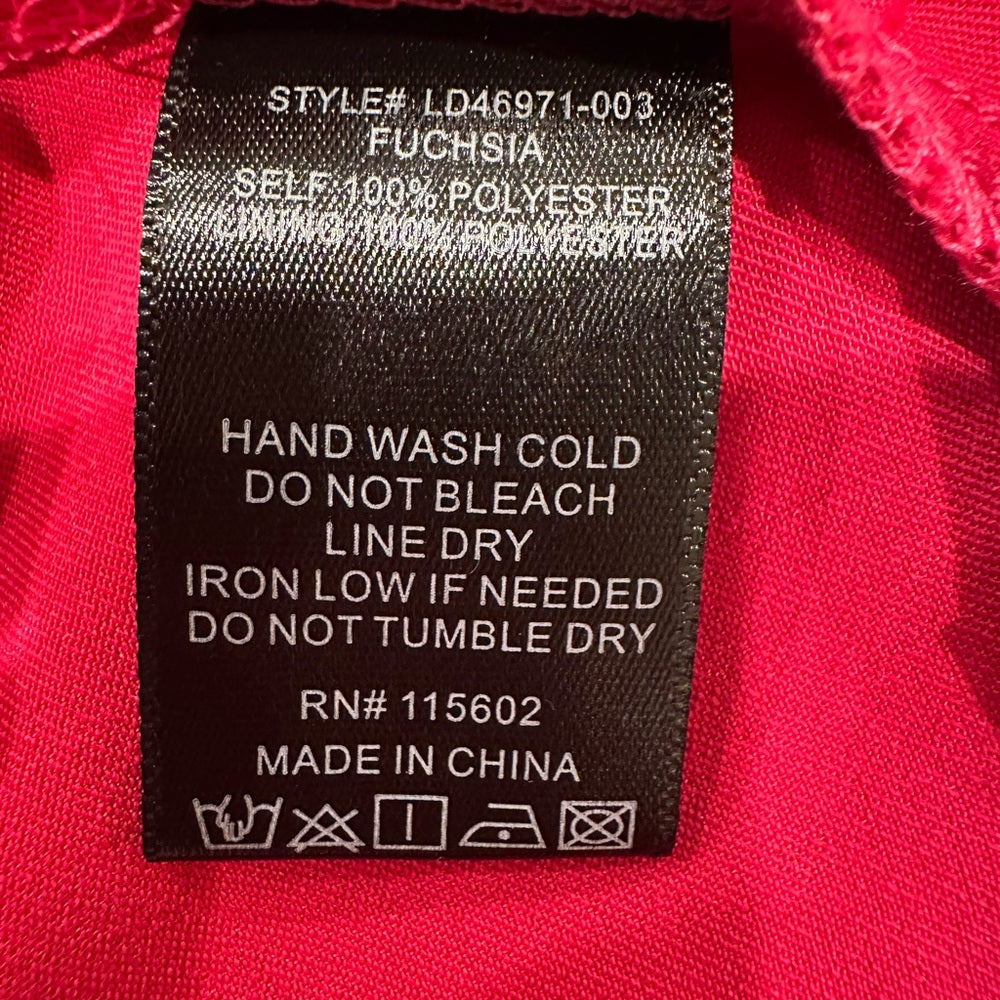 STYLE# LD46971-003
FUCHSIA
SELF: 100% POLYESTER
LINING: 100% POLYESTER
HAND WASH COLD
DO NOT BLEACH
LINE DRY
IRON LOW IF NEEDED
DO NOT TUMBLE DRY
RN# 115602
MADE IN CHINA